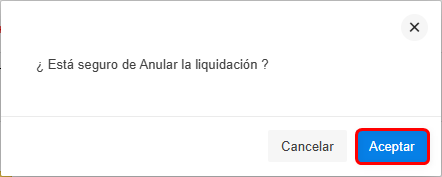 ¿ Está seguro de Anular la liquidación ?
Cancelar Aceptar